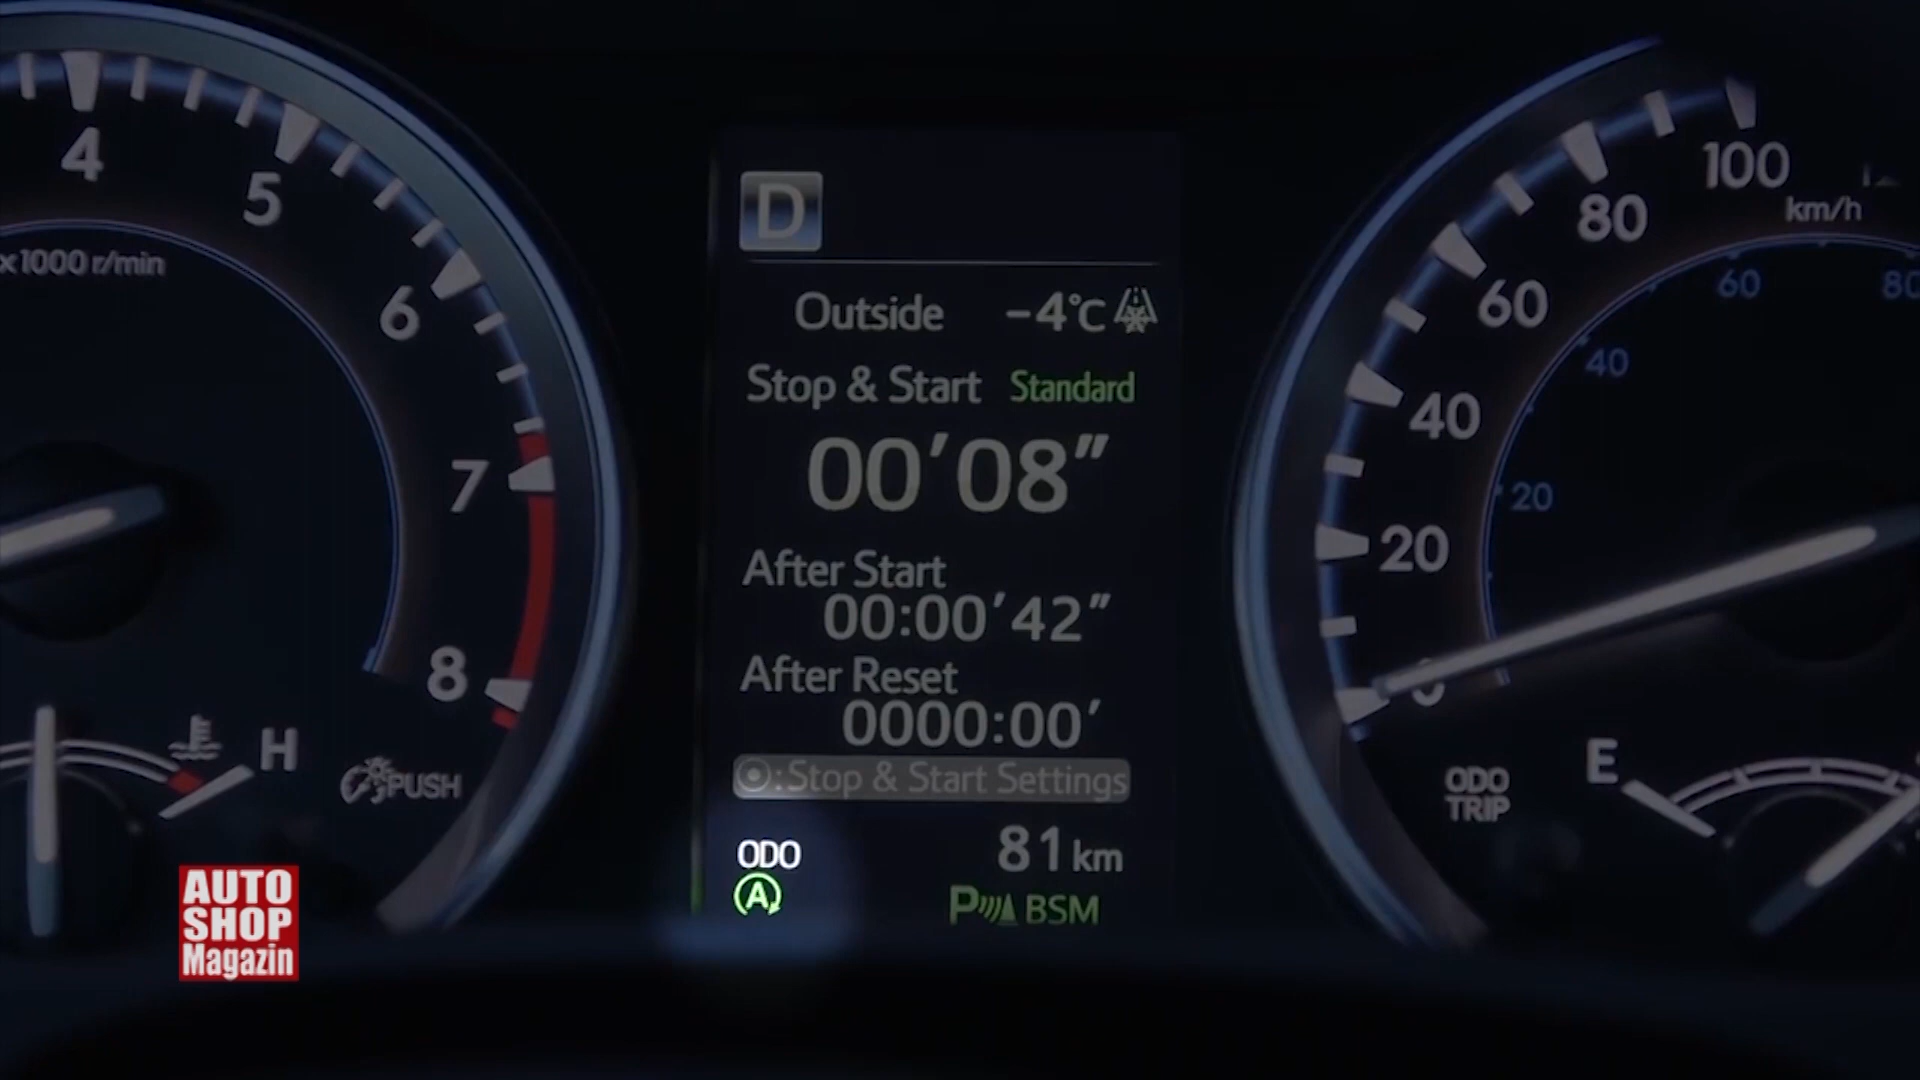 4
5
6
7
8
x1000 r/min
H
PUSH
D
Outside -4°C
Stop & Start Standard
00'08"
After Start
00:00'42"
After Reset
0000:00'
:Stop & Start Settings
ODO 81 km
A
P BSM
100
80
60
40
20
0
km/h
80
60
40
20
ODO
TRIP
E
AUTO
SHOP
Magazin